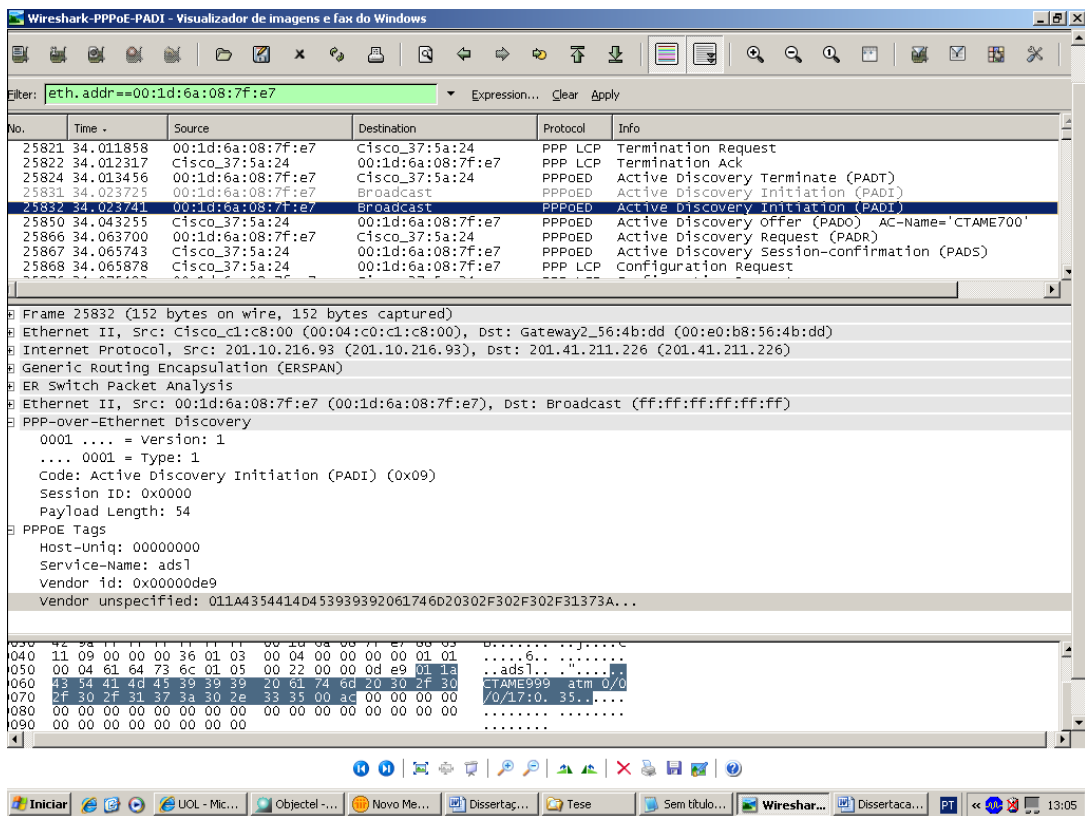 Wireshark-PPPoE-PADI - Visualizador de imagens e fax do Windows
Filter: eth.addr==00:1d:6a:08:7f:e7 Expression... Clear Apply
No. Time Source Destination Protocol Info
25821 34.011858 00:1d:6a:08:7f:e7 Cisco_37:5a:24 PPP LCP Termination Request
25822 34.012317 Cisco_37:5a:24 00:1d:6a:08:7f:e7 PPP LCP Termination Ack
25824 34.013456 00:1d:6a:08:7f:e7 Cisco_37:5a:24 PPPoED Active Discovery Terminate (PADT)
25831 34.023725 00:1d:6a:08:7f:e7 Broadcast PPPoED Active Discovery Initiation (PADI)
25832 34.023741 00:1d:6a:08:7f:e7 Broadcast PPPoED Active Discovery Initiation (PADI)
25850 34.043255 Cisco_37:5a:24 00:1d:6a:08:7f:e7 PPPoED Active Discovery Offer (PADO) AC-Name='CTAME700'
25866 34.063700 00:1d:6a:08:7f:e7 Cisco_37:5a:24 PPPoED Active Discovery Request (PADR)
25867 34.065743 Cisco_37:5a:24 00:1d:6a:08:7f:e7 PPPoED Active Discovery Session-confirmation (PADS)
25868 34.065878 Cisco_37:5a:24 00:1d:6a:08:7f:e7 PPP LCP Configuration Request
Frame 25832 (152 bytes on wire, 152 bytes captured)
Ethernet II, Src: Cisco_c1:c8:00 (00:04:c0:c1:c8:00), Dst: Gateway2_56:4b:dd (00:e0:b8:56:4b:dd)
Internet Protocol, Src: 201.10.216.93 (201.10.216.93), Dst: 201.41.211.226 (201.41.211.226)
Generic Routing Encapsulation (ERSPAN)
ER Switch Packet Analysis
Ethernet II, Src: 00:1d:6a:08:7f:e7 (00:1d:6a:08:7f:e7), Dst: Broadcast (ff:ff:ff:ff:ff:ff)
PPP-over-Ethernet Discovery
0001 .... = Version: 1
.... 0001 = Type: 1
Code: Active Discovery Initiation (PADI) (0x09)
Session ID: 0x0000
Payload Length: 54
PPPoE Tags
Host-Uniq: 00000000
Service-Name: adsl
Vendor id: 0x00000de9
Vendor unspecified: 011A4354414D453939392061746D20302F302F302F31373A...
0040 11 09 00 00 00 36 01 03 00 04 00 00 00 00 01 01 .....6.. ........
0050 00 04 61 64 73 6c 01 05 00 22 00 00 0d e9 01 1a ..adsl.. ."......
0060 43 54 41 4d 45 39 39 39 20 61 74 6d 20 30 2f 30 CTAME999 atm 0/0
0070 2f 30 2f 31 37 3a 30 2e 33 35 00 ac 00 00 00 00 /0/17:0. 35......
0080 00 00 00 00 00 00 00 00 00 00 00 00 00 00 00 00 ........ ........
0090 00 00 00 00 00 00 00 00 ........
Iniciar UOL - Mic... Objectel -... Novo Me... Dissertaç... Tese Sem título... Wireshar... Dissertaca... PT 13:05